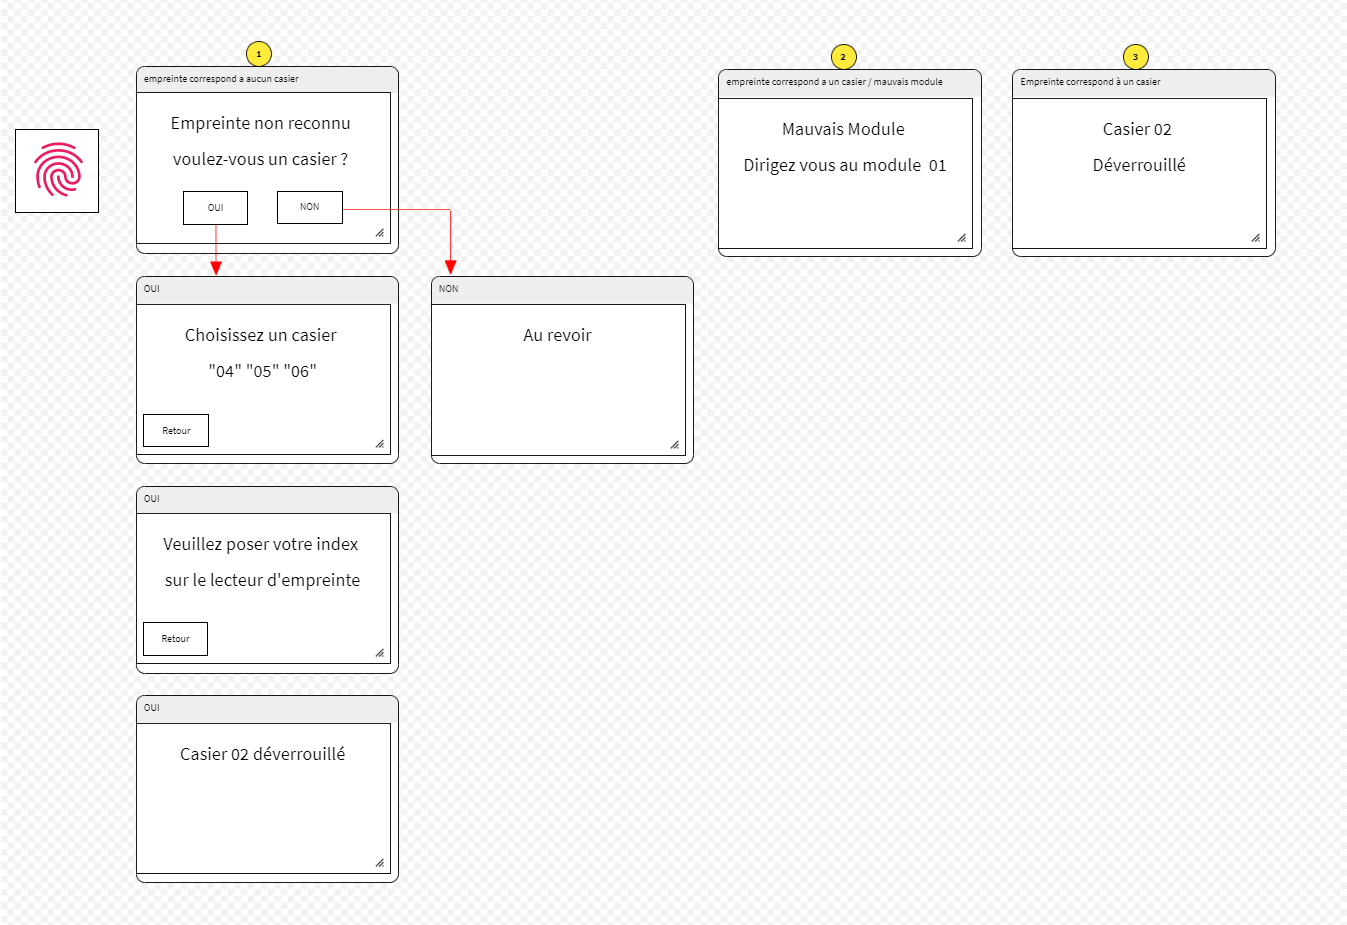 1
empreinte correspond a aucun casier
Empreinte non reconnu
voulez-vous un casier ?
OUI
NON
OUI
Choisissez un casier
"04" "05" "06"
Retour
NON
Au revoir
OUI
Veuillez poser votre index
sur le lecteur d'empreinte
Retour
OUI
Casier 02 déverrouillé
2
empreinte correspond a un casier / mauvais module
Mauvais Module
Dirigez vous au module 01
3
Empreinte correspond à un casier
Casier 02
Déverrouillé